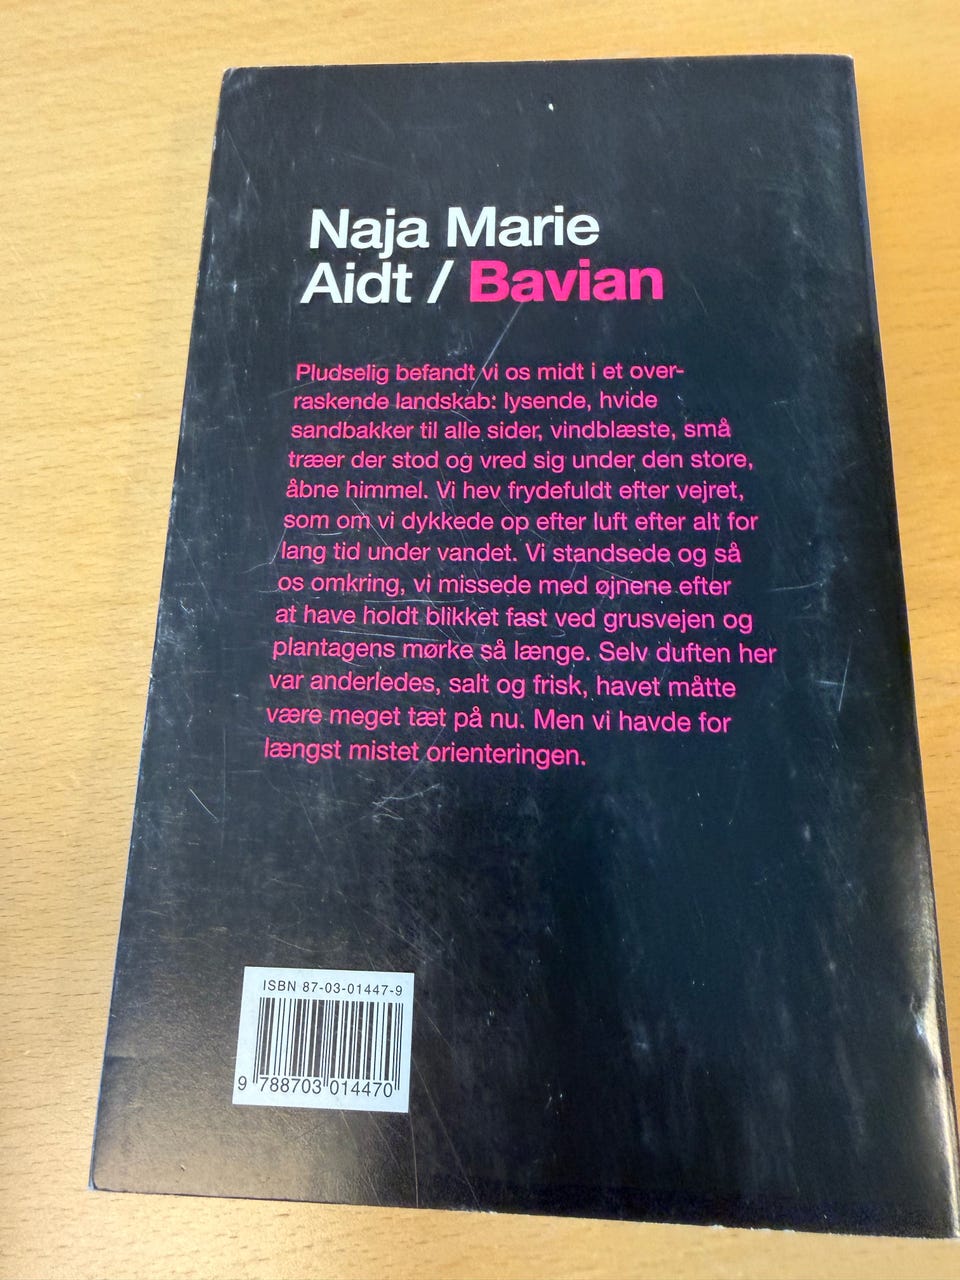 Naja Marie
Aidt / Bavian
Pludselig befandt vi os midt i et over-
raskende landskab: lysende, hvide
sandbakker til alle sider, vindblæste, små
træer der stod og vred sig under den store,
åbne himmel. Vi hev frydefuldt efter vejret,
som om vi dykkede op efter luft efter alt for
lang tid under vandet. Vi standsede og så
os omkring, vi missede med øjnene efter
at have holdt blikket fast ved grusvejen og
plantagens mørke så længe. Selv duften her
var anderledes, salt og frisk, havet måtte
være meget tæt på nu. Men vi havde for
længst mistet orienteringen.
ISBN 87-03-01447-9
9 788703 014470